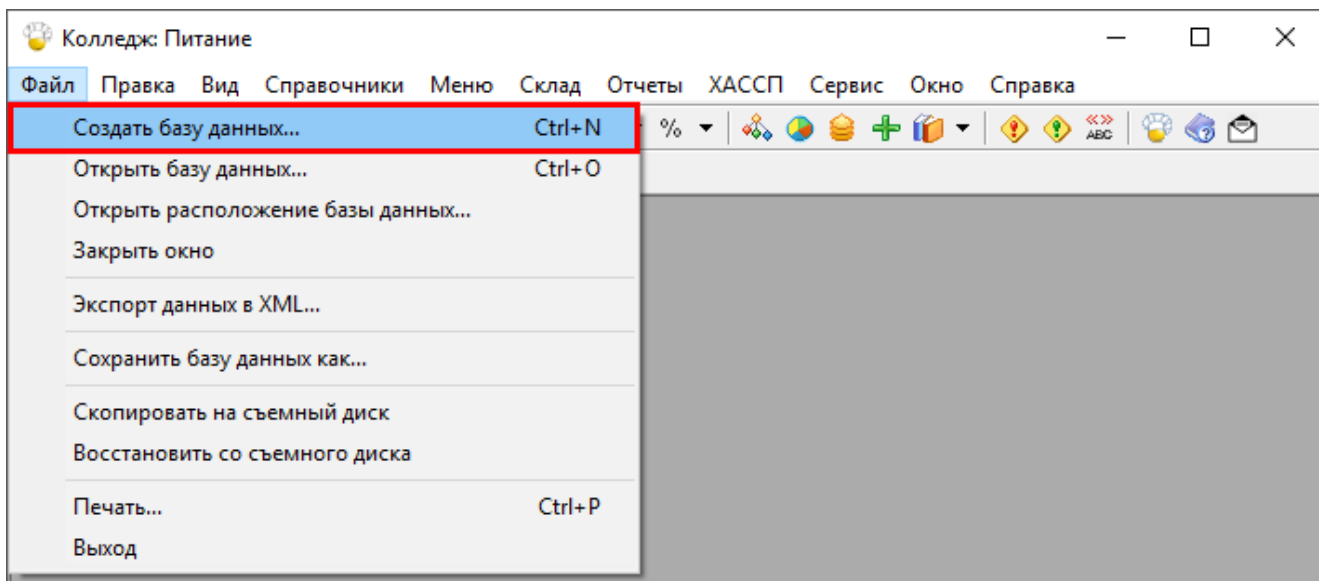 Колледж: Питание
Файл Правка Вид Справочники Меню Склад Отчеты ХАССП Сервис Окно Справка
Создать базу данных... Ctrl+N
% ABC
Открыть базу данных... Ctrl+O
Открыть расположение базы данных...
Закрыть окно
Экспорт данных в XML...
Сохранить базу данных как...
Скопировать на съемный диск
Восстановить со съемного диска
Печать... Ctrl+P
Выход